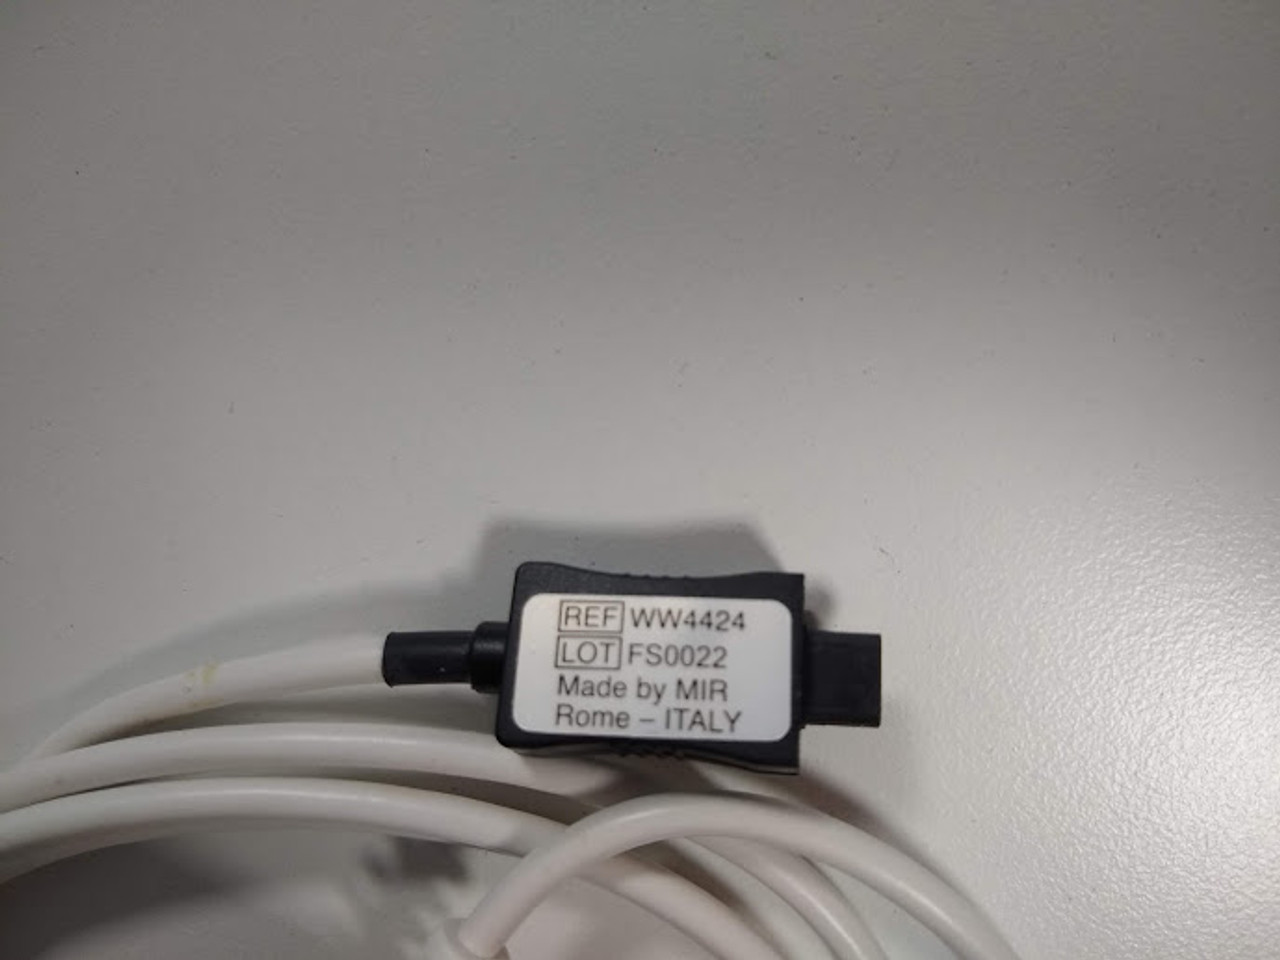 REF WW4424
LOT FS0022
Made by MIR
Rome – ITALY